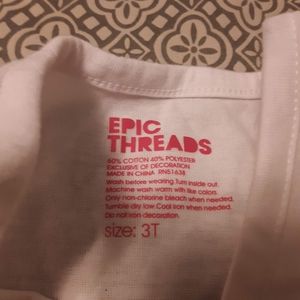 EPIC
THREADS
60% COTTON 40% POLYESTER
EXCLUSIVE OF DECORATION
MADE IN CHINA RN51638
Wash before wearing Turn inside out.
Machine wash warm with like colors.
Only non-chlorine bleach when needed.
Tumble dry low Cool iron when needed.
Do not iron decoration.
size: 3T